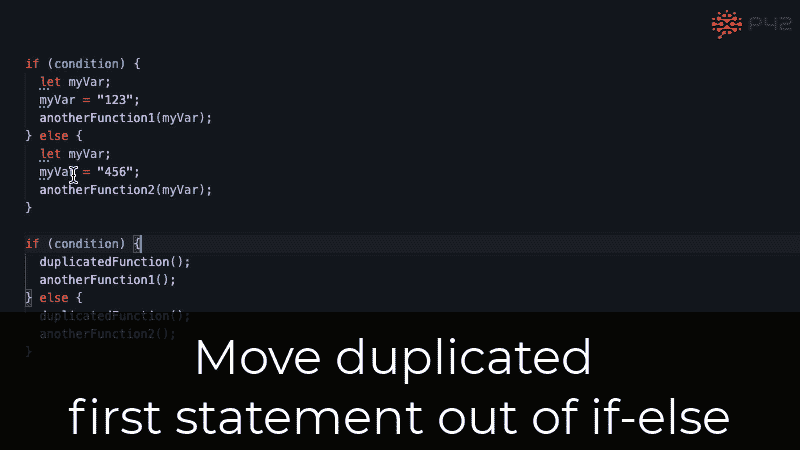 P42
if (condition) {
let myVar;
myVar = "123";
anotherFunction1(myVar);
} else {
let myVar;
myVar = "456";
anotherFunction2(myVar);
}
if (condition) {
duplicatedFunction();
anotherFunction1();
} else {
duplicatedFunction();
anotherFunction2();
}
Move duplicated
first statement out of if-else